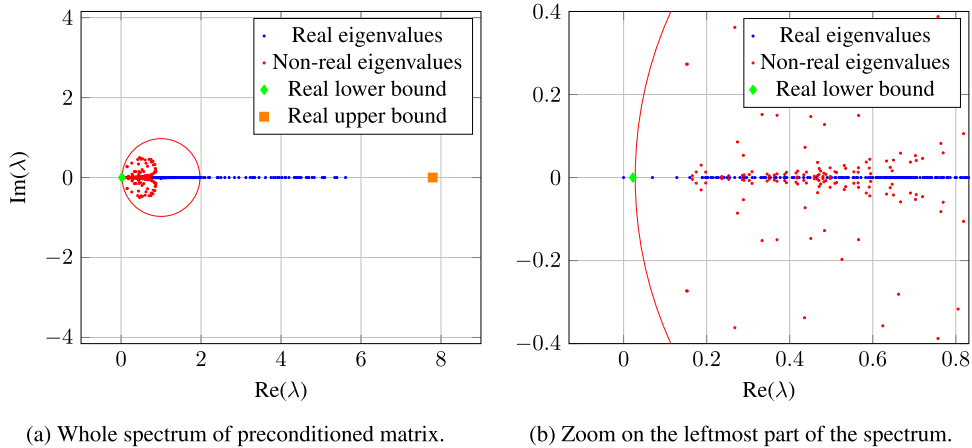 4
2
0
−2
−4
0
2
4
6
8
Im(λ)
Re(λ)
Real eigenvalues
Non-real eigenvalues
Real lower bound
Real upper bound
(a) Whole spectrum of preconditioned matrix.
0.4
0.2
0
−0.2
−0.4
0
0.2
0.4
0.6
0.8
Re(λ)
Real eigenvalues
Non-real eigenvalues
Real lower bound
(b) Zoom on the leftmost part of the spectrum.